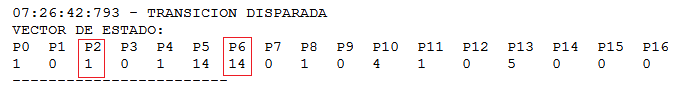 07:26:42:793 - TRANSICION DISPARADA
VECTOR DE ESTADO:
P0 P1 P2 P3 P4 P5 P6 P7 P8 P9 P10 P11 P12 P13 P14 P15 P16
1 0 1 0 1 14 14 0 1 0 4 1 0 5 0 0 0
-------------------------